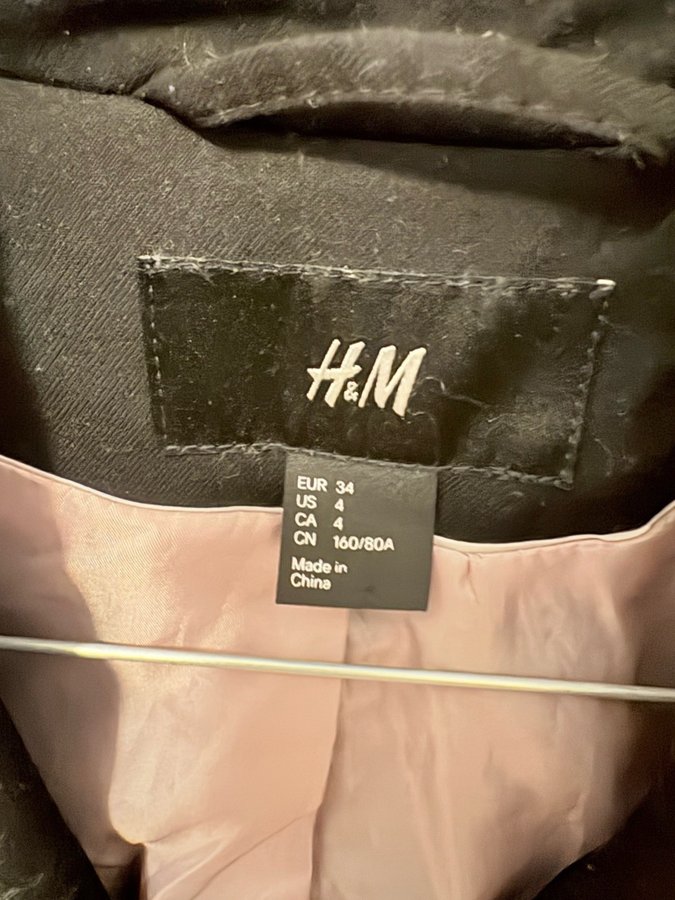 H&M
EUR 34
US 4
CA 4
CN 160/80A
Made in
China